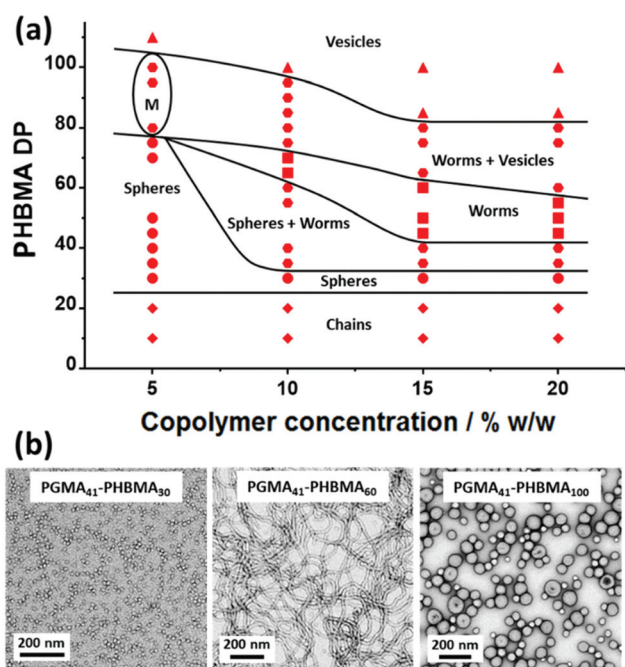 (a)
Vesicles
100
80
60
40
20
0
PHBMA DP
M
Spheres
Worms + Vesicles
Spheres + Worms
Worms
Spheres
Chains
5
10
15
20
Copolymer concentration / % w/w
(b)
PGMA₄₁-PHBMA₃₀
PGMA₄₁-PHBMA₆₀
PGMA₄₁-PHBMA₁₀₀
200 nm
200 nm
200 nm